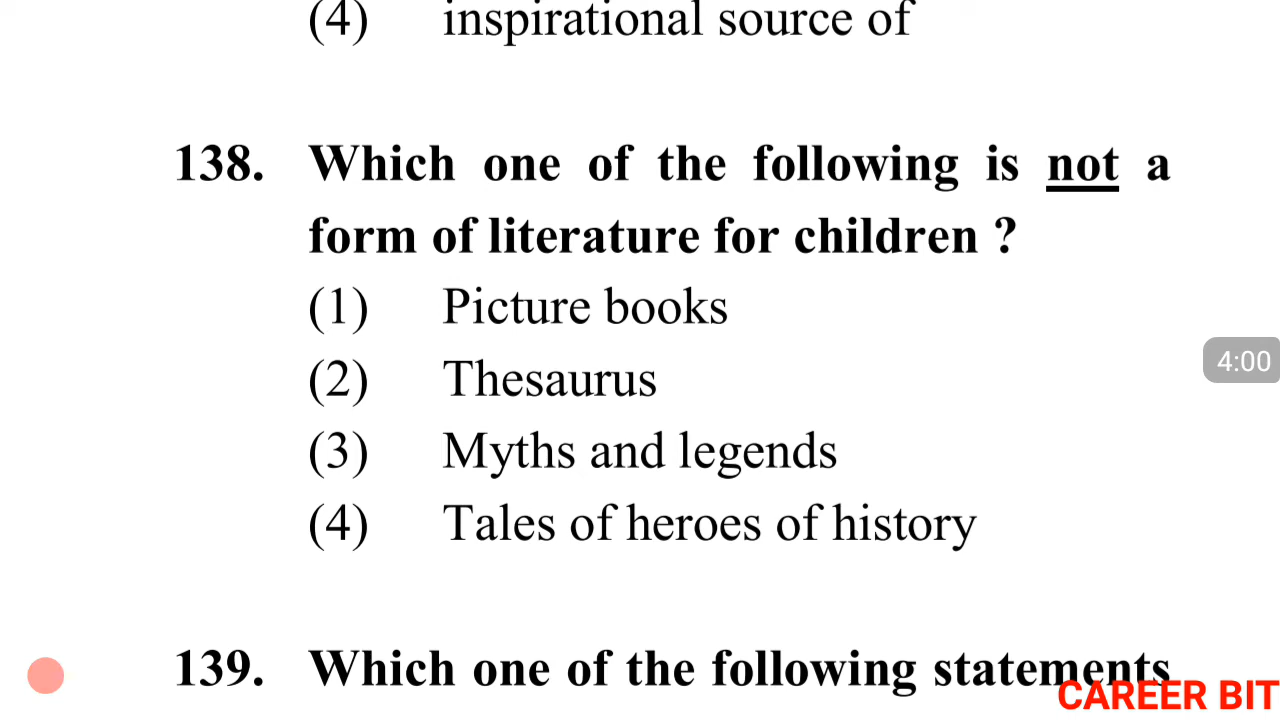 (4) inspirational source of
138. Which one of the following is not a
form of literature for children ?
(1) Picture books
(2) Thesaurus
(3) Myths and legends
(4) Tales of heroes of history
4:00
139. Which one of the following statements
CAREER BIT